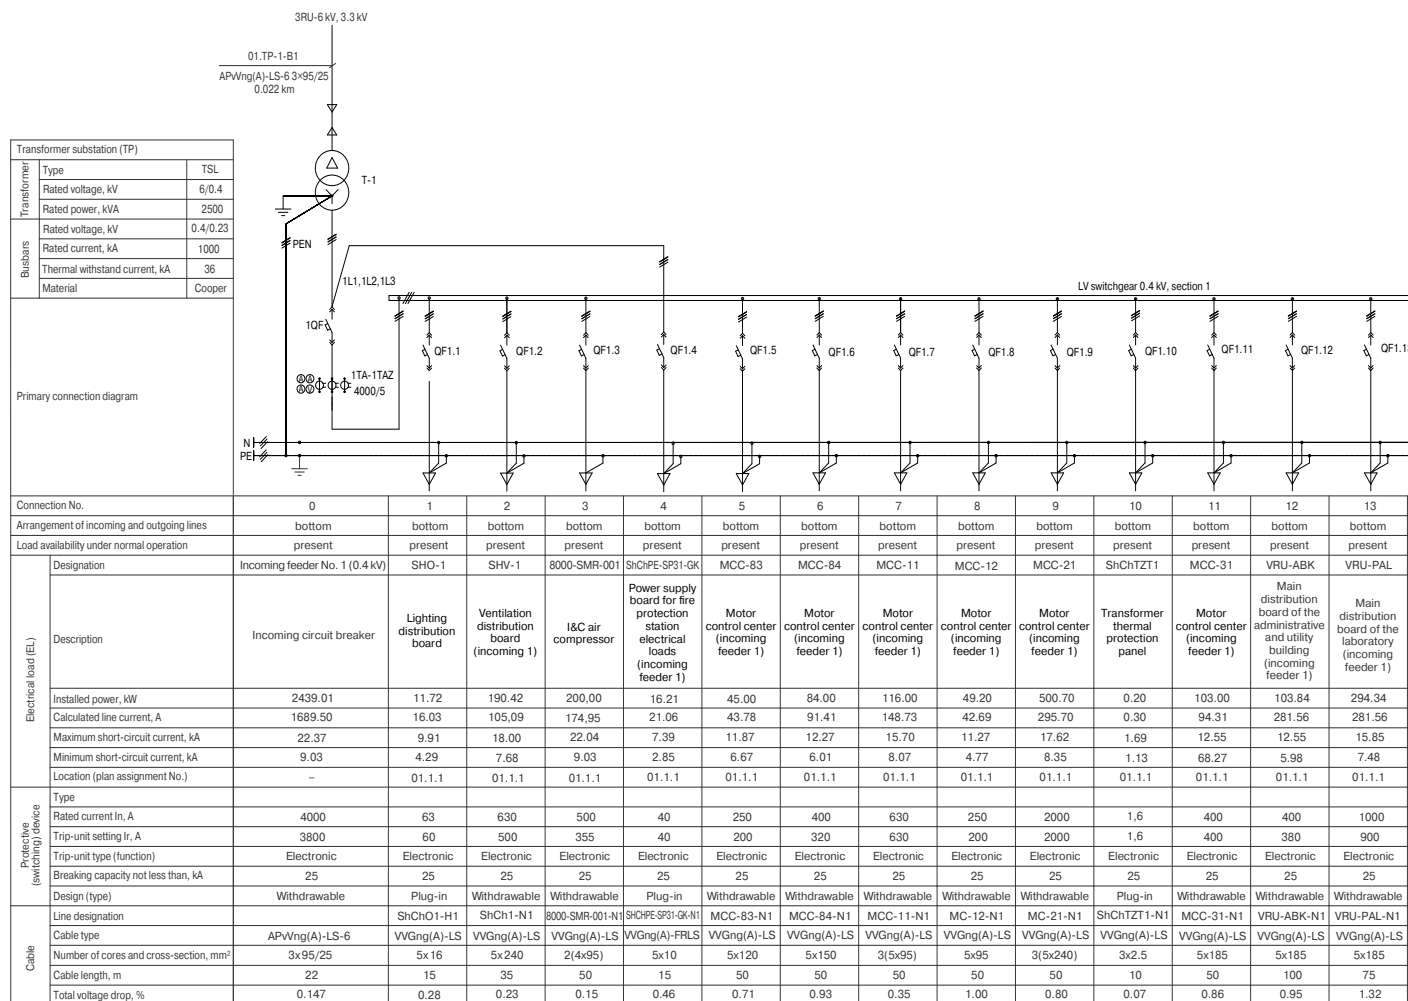 3RU-6 kV, 3.3 kV
01.TP-1-B1
APvVng(A)-LS-6 3×95/25
0.022 km
Transformer substation (TP)
Transformer
Type TSL
Rated voltage, kV 6/0.4
Rated power, kVA 2500
Busbars
Rated voltage, kV 0.4/0.23
Rated current, kA 1000
Thermal withstand current, kA 36
Material Cooper
Primary connection diagram
T-1
PEN
1L1,1L2,1L3
LV switchgear 0.4 kV, section 1
1QF
QF1.1 QF1.2 QF1.3 QF1.4 QF1.5 QF1.6 QF1.7 QF1.8 QF1.9 QF1.10 QF1.11 QF1.12 QF1.13
1TA-1TAZ
4000/5
A A
A V
N
PE
Connection No. 0 1 2 3 4 5 6 7 8 9 10 11 12 13
Arrangement of incoming and outgoing lines bottom bottom bottom bottom bottom bottom bottom bottom bottom bottom bottom bottom bottom bottom
Load availability under normal operation present present present present present present present present present present present present present present
Electrical load (EL)
Designation Incoming feeder No. 1 (0.4 kV) SHO-1 SHV-1 8000-SMR-001 ShChPE-SP31-GK MCC-83 MCC-84 MCC-11 MCC-12 MCC-21 ShChTZT1 MCC-31 VRU-ABK VRU-PAL
Description
Incoming circuit breaker
Lighting
distribution
board
Ventilation
distribution
board
(incoming 1)
I&C air
compressor
Power supply
board for fire
protection
station
electrical
loads
(incoming
feeder 1)
Motor
control center
(incoming
feeder 1)
Motor
control center
(incoming
feeder 1)
Motor
control center
(incoming
feeder 1)
Motor
control center
(incoming
feeder 1)
Motor
control center
(incoming
feeder 1)
Transformer
thermal
protection
panel
Motor
control center
(incoming
feeder 1)
Main
distribution
board of the
administrative
and utility
building
(incoming
feeder 1)
Main
distribution
board of the
laboratory
(incoming
feeder 1)
Installed power, kW 2439.01 11.72 190.42 200,00 16.21 45.00 84.00 116.00 49.20 500.70 0.20 103.00 103.84 294.34
Calculated line current, A 1689.50 16.03 105,09 174,95 21.06 43.78 91.41 148.73 42.69 295.70 0.30 94.31 281.56 281.56
Maximum short-circuit current, kA 22.37 9.91 18.00 22.04 7.39 11.87 12.27 15.70 11.27 17.62 1.69 12.55 12.55 15.85
Minimum short-circuit current, kA 9.03 4.29 7.68 9.03 2.85 6.67 6.01 8.07 4.77 8.35 1.13 68.27 5.98 7.48
Location (plan assignment No.) – 01.1.1 01.1.1 01.1.1 01.1.1 01.1.1 01.1.1 01.1.1 01.1.1 01.1.1 01.1.1 01.1.1 01.1.1 01.1.1
Protective
(switching) device
Type
Rated current In, A 4000 63 630 500 40 250 400 630 250 2000 1,6 400 400 1000
Trip-unit setting Ir, A 3800 60 500 355 40 200 320 630 200 2000 1,6 400 380 900
Trip-unit type (function) Electronic Electronic Electronic Electronic Electronic Electronic Electronic Electronic Electronic Electronic Electronic Electronic Electronic Electronic
Breaking capacity not less than, kA 25 25 25 25 25 25 25 25 25 25 25 25 25 25
Design (type) Withdrawable Plug-in Withdrawable Withdrawable Plug-in Withdrawable Withdrawable Withdrawable Withdrawable Withdrawable Plug-in Withdrawable Withdrawable Withdrawable
Cable
Line designation ShChO1-H1 ShCh1-N1 8000-SMR-001-N1 SHCHPE-SP31-GK-N1 MCC-83-N1 MCC-84-N1 MCC-11-N1 MC-12-N1 MC-21-N1 ShChTZT1-N1 MCC-31-N1 VRU-ABK-N1 VRU-PAL-N1
Cable type APvVng(A)-LS-6 VVGng(A)-LS VVGng(A)-LS VVGng(A)-LS VVGng(A)-FRLS VVGng(A)-LS VVGng(A)-LS VVGng(A)-LS VVGng(A)-LS VVGng(A)-LS VVGng(A)-LS VVGng(A)-LS VVGng(A)-LS VVGng(A)-LS
Number of cores and cross-section, mm² 3x95/25 5x16 5x240 2(4x95) 5x10 5x120 5x150 3(5x95) 5x95 3(5x240) 3x2.5 5x185 5x185 5x185
Cable length, m 22 15 35 50 15 50 50 50 50 50 10 50 100 75
Total voltage drop, % 0.147 0.28 0.23 0.15 0.46 0.71 0.93 0.35 1.00 0.80 0.07 0.86 0.95 1.32